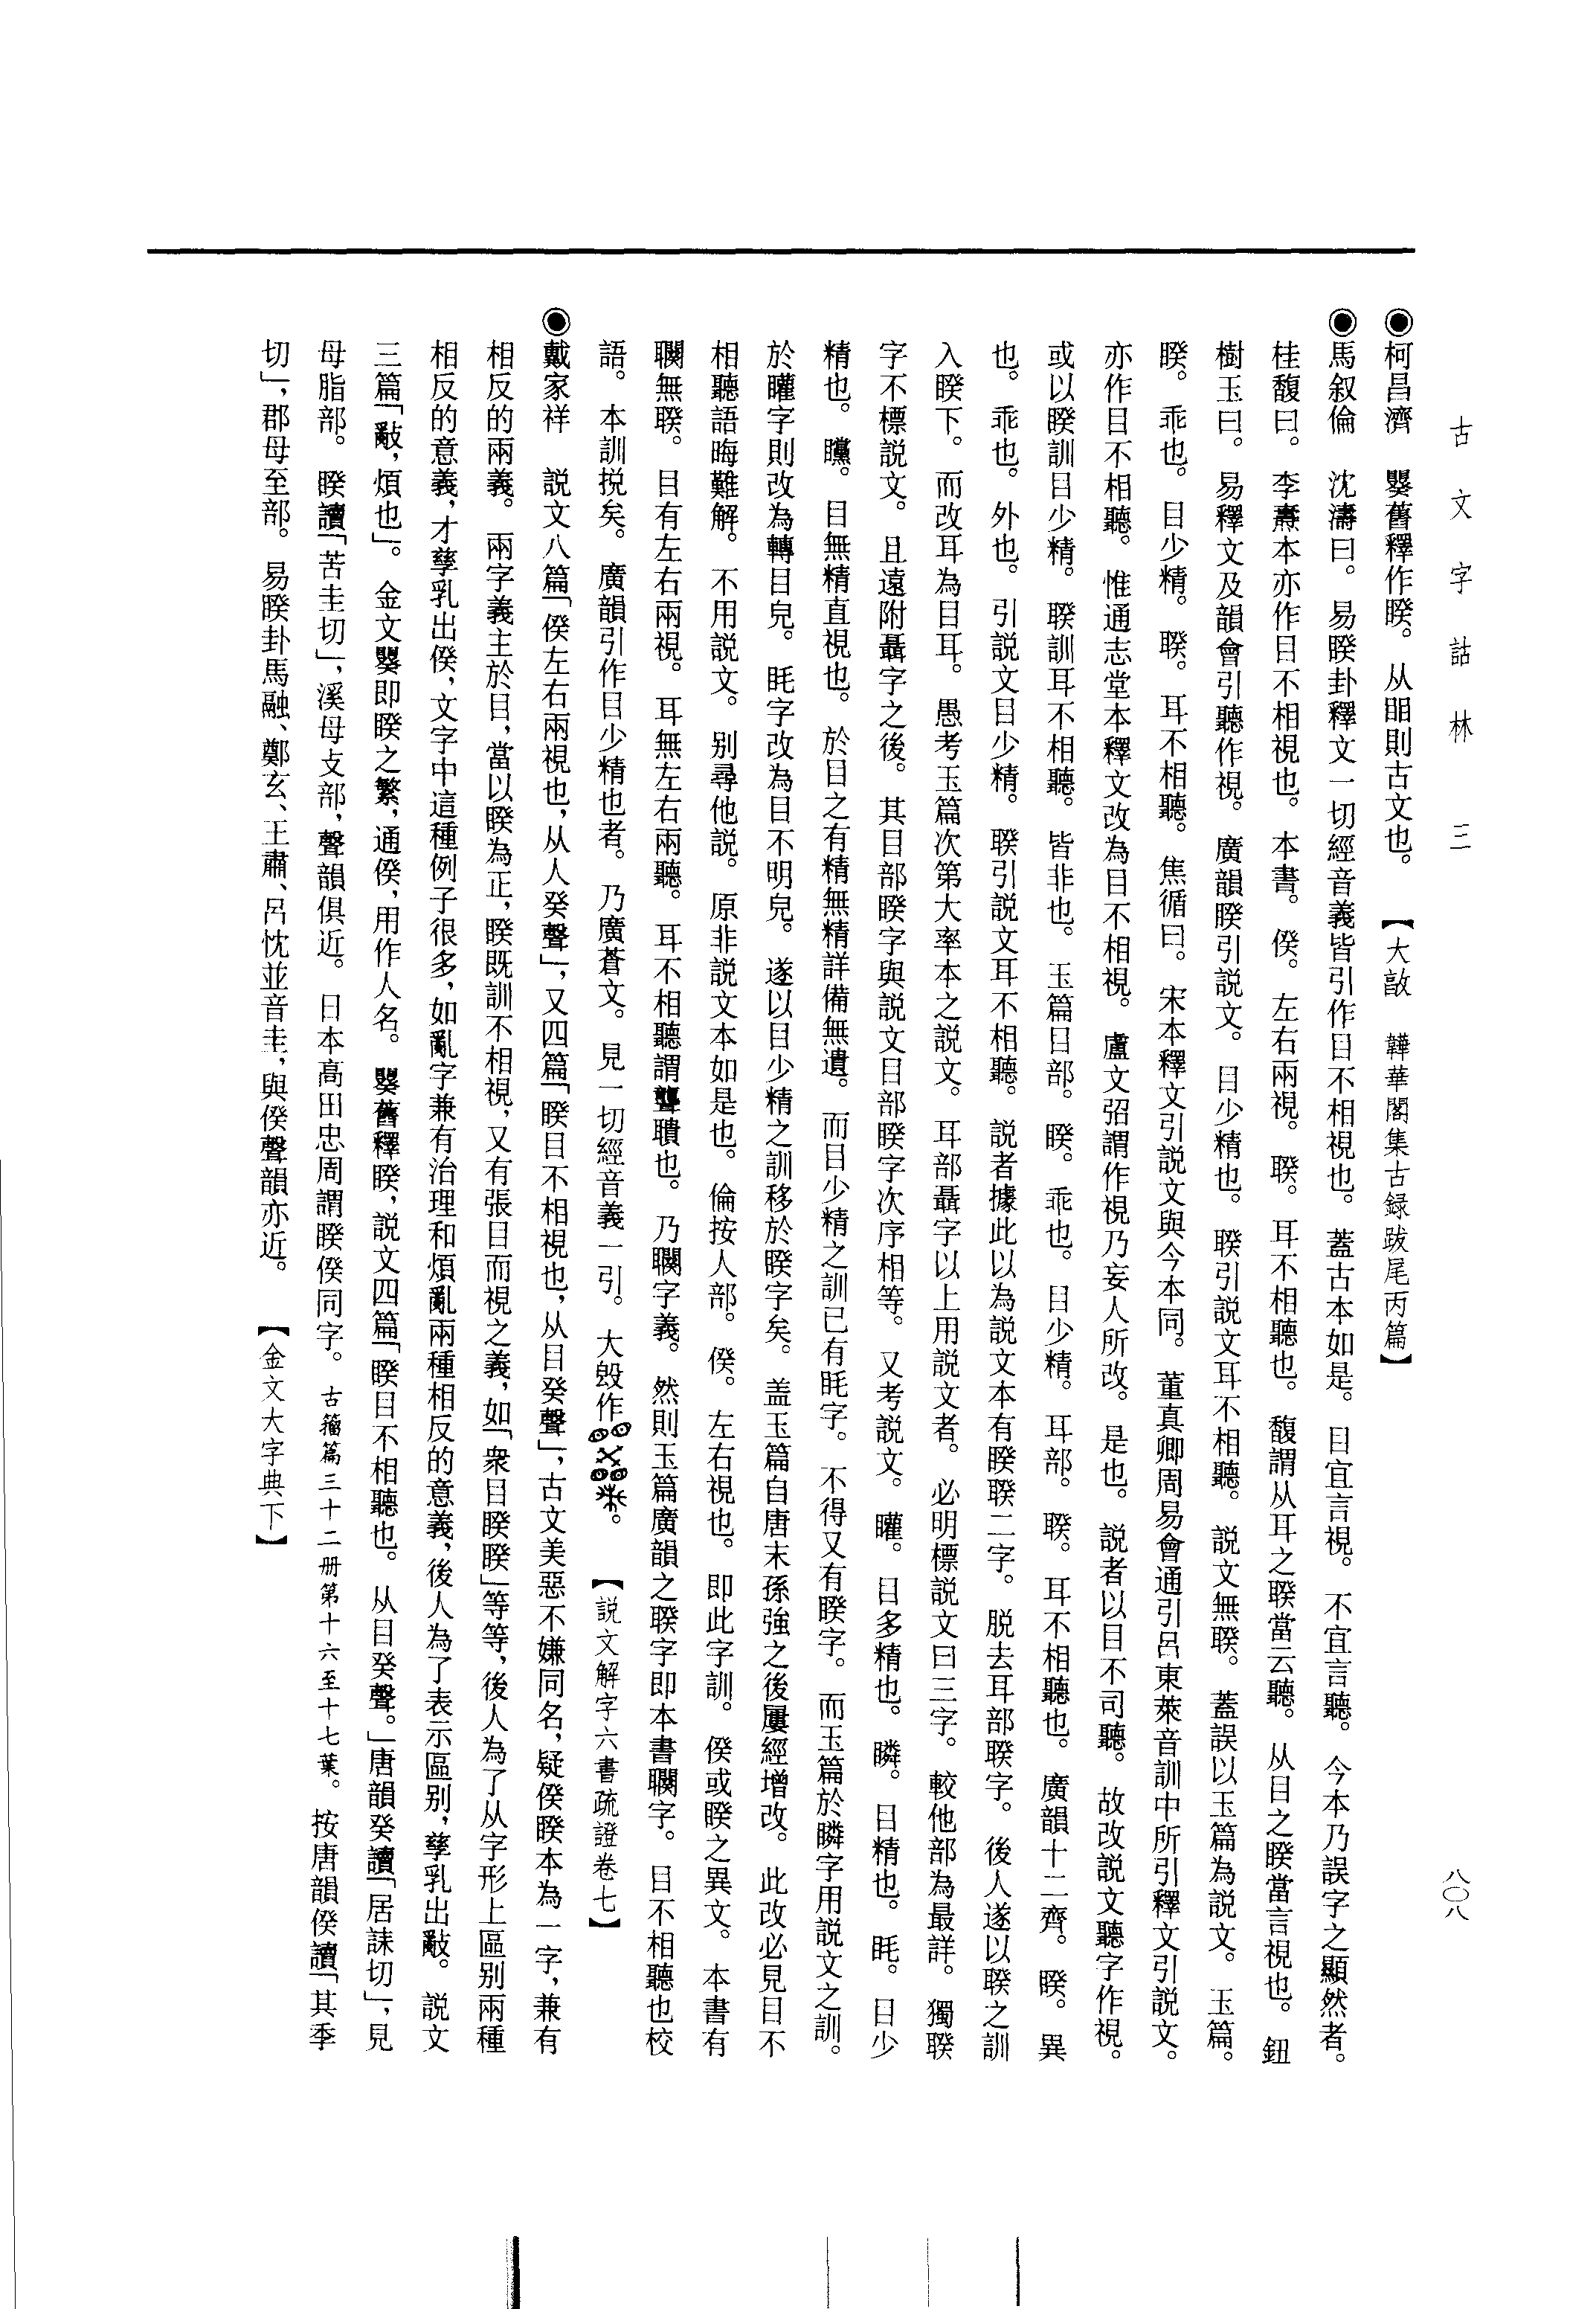 古文字詁林 三
八〇八
◉柯昌濟 䁂舊釋作睽。从䀠則古文也。【大㪤 韡華閣集古録跋尾丙篇】
◉馬叙倫 沈濤曰。易睽卦釋文一切經音義皆引作目不相視也。蓋古本如是。目宜言視。不宜言聽。今本乃誤字之顯然者。
桂馥曰。李燾本亦作目不相視也。本書。傒。左右兩視。聧。耳不相聽也。馥謂从耳之聧當云聽。从目之睽當言視也。鈕
樹玉曰。易釋文及韻會引聽作視。廣韻睽引説文。目少精也。聧引説文耳不相聽。説文無聧。蓋誤以玉篇為説文。玉篇。
睽。乖也。目少精。聧。耳不相聽。焦循曰。宋本釋文引説文與今本同。董真卿周易會通引呂東萊音訓中所引釋文引説文。
亦作目不相聽。惟通志堂本釋文改為目不相視。盧文弨謂作視乃妄人所改。是也。説者以目不司聽。故改説文聽字作視。
或以睽訓目少精。聧訓耳不相聽。皆非也。玉篇目部。睽。乖也。目少精。耳部。聧。耳不相聽也。廣韻十二齊。睽。異
也。乖也。外也。引説文目少精。聧引説文耳不相聽。説者據此以為説文本有睽聧二字。脱去耳部聧字。後人遂以聧之訓
入睽下。而改耳為目耳。愚考玉篇次第大率本之説文。耳部聶字以上用説文者。必明標説文曰三字。較他部為最詳。獨聧
字不標説文。且遠附聶字之後。其目部睽字與説文目部睽字次序相等。又考説文。矔。目多精也。瞵。目精也。眊。目少
精也。矘。目無精直視也。於目之有精無精詳備無遺。而目少精之訓已有眊字。不得又有睽字。而玉篇於瞵字用説文之訓。
於矔字則改為轉目皃。眊字改為目不明皃。遂以目少精之訓移於睽字矣。盖玉篇自唐末孫強之後屢經增改。此改必見目不
相聽語晦難解。不用説文。别尋他説。原非説文本如是也。倫按人部。傒。左右視也。即此字訓。傒或睽之異文。本書有
䦧無聧。目有左右兩視。耳無左右兩聽。耳不相聽謂聾聵也。乃䦧字義。然則玉篇廣韻之聧字即本書䦧字。目不相聽也校
語。本訓挩矣。廣韻引作目少精也者。乃廣蒼文。見一切經音義一引。大殷作。【説文解字六書疏證卷七】
◉戴家祥 説文八篇「傒左右兩視也，从人癸聲」，又四篇「睽目不相視也，从目癸聲」，古文美惡不嫌同名，疑傒睽本為一字，兼有
相反的兩義。兩字義主於目，當以睽為正，睽既訓不相視，又有張目而視之義，如「衆目睽睽」等等，後人為了从字形上區别兩種
相反的意義，才孳乳出傒，文字中這種例子很多，如亂字兼有治理和煩亂兩種相反的意義，後人為了表示區别，孳乳出敽。説文
三篇「敽，煩也」。金文䁂即睽之繁，通傒，用作人名。䁂舊釋睽，説文四篇「睽目不相聽也。从目癸聲。」唐韻癸讀「居誄切」，見
母脂部。睽讀「苦圭切」，溪母支部，聲韻俱近。日本高田忠周謂睽傒同字。古籀篇三十二册第十六至十七葉。按唐韻傒讀「其季
切」，郡母至部。易睽卦馬融、鄭玄、王肅、呂忱並音圭，與傒聲韻亦近。【金文大字典下】